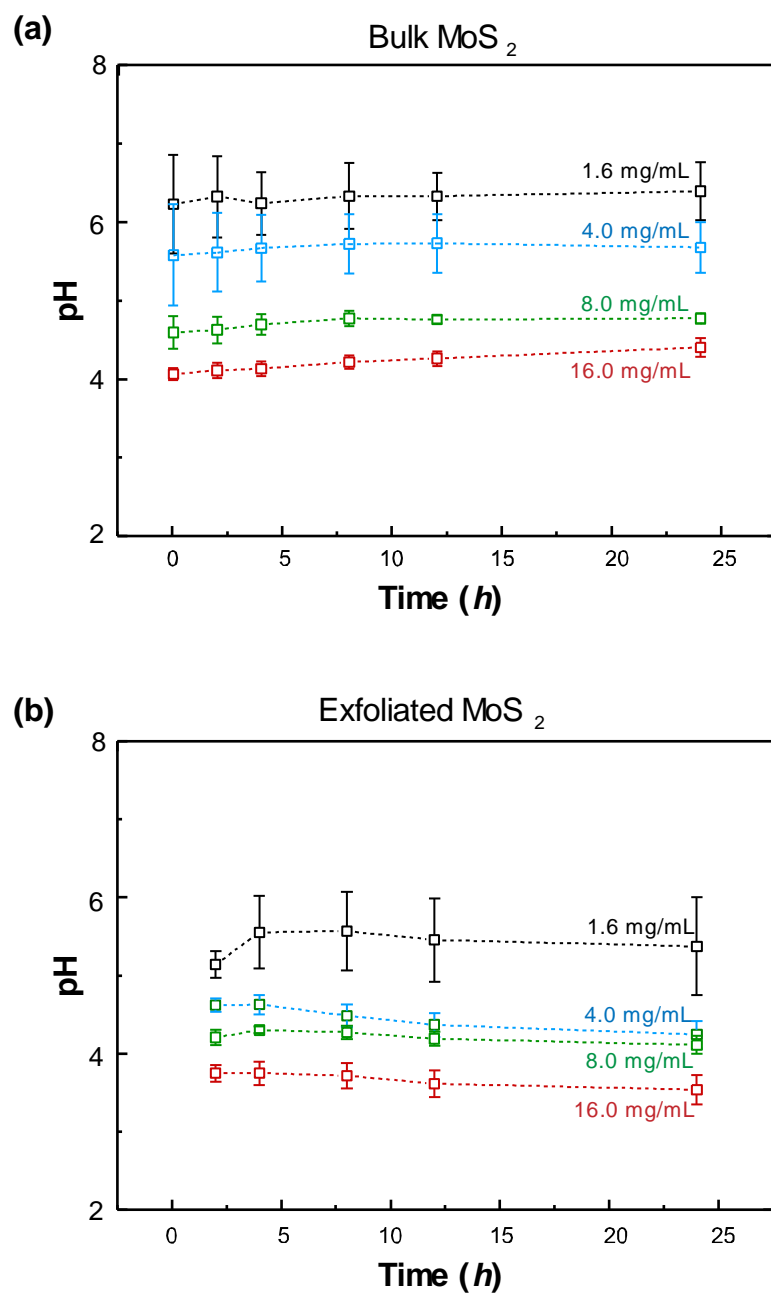 (a)
Bulk MoS 2
8
6
4
2
pH
1.6 mg/mL
4.0 mg/mL
8.0 mg/mL
16.0 mg/mL
0 5 10 15 20 25
Time (h)
(b)
Exfoliated MoS 2
8
6
4
2
pH
1.6 mg/mL
4.0 mg/mL
8.0 mg/mL
16.0 mg/mL
0 5 10 15 20 25
Time (h)